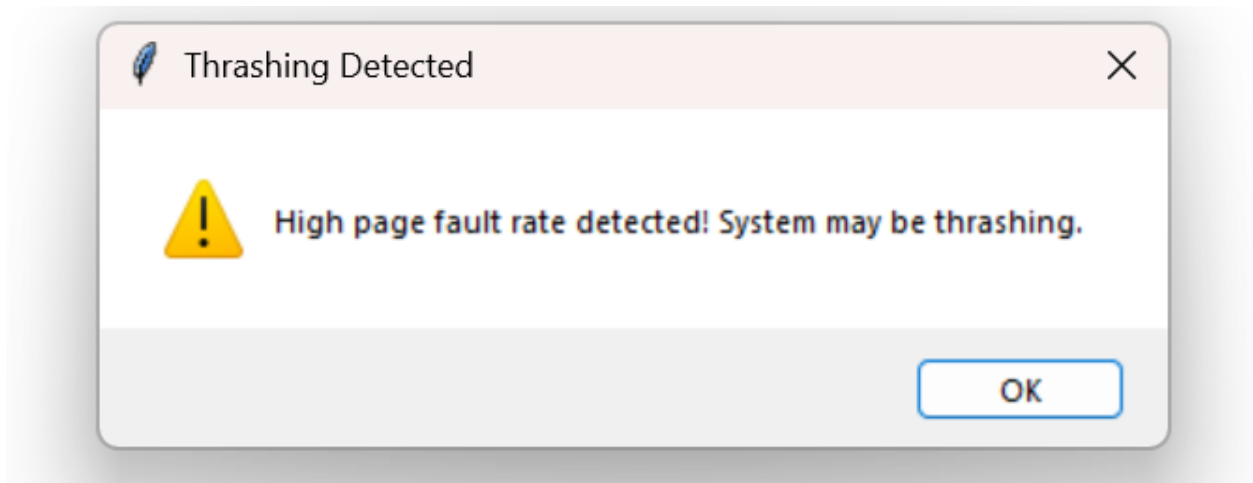 Thrashing Detected
High page fault rate detected! System may be thrashing.
OK